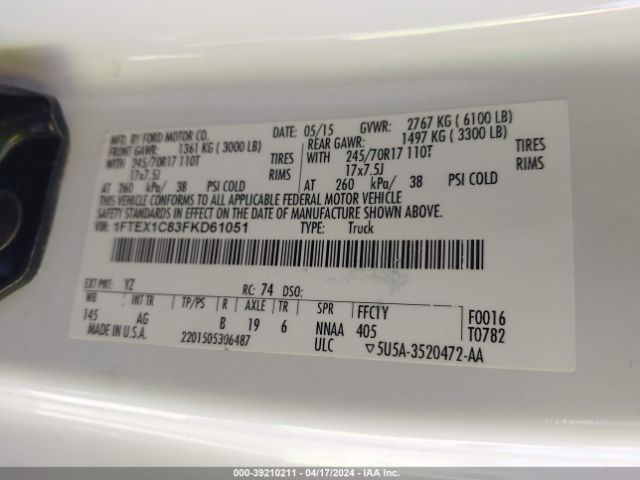 MFD. BY FORD MOTOR CO. DATE: 05/15 GVWR: 2767 KG ( 6100 LB)
FRONT GAWR: 1361 KG ( 3000 LB) REAR GAWR: 1497 KG ( 3300 LB)
WITH 245/70R17 110T TIRES WITH 245/70R17 110T TIRES
17x7.5J RIMS 17x7.5J RIMS
AT 260 kPa/ 38 PSI COLD AT 260 kPa/ 38 PSI COLD
THIS VEHICLE CONFORMS TO ALL APPLICABLE FEDERAL MOTOR VEHICLE
SAFETY STANDARDS IN EFFECT ON THE DATE OF MANUFACTURE SHOWN ABOVE.
VIN: 1FTEX1C83FKD61051 TYPE: Truck
EXT PNT: YZ RC: 74 DSO:
WB INT TR TP/PS R AXLE TR SPR FFC1Y F0016
145 AG B 19 6 NNAA 405 T0782
MADE IN U.S.A. 2201505306487 ULC ▽5U5A-3520472-AA
000-39210211 - 04/17/2024 - IAA Inc.